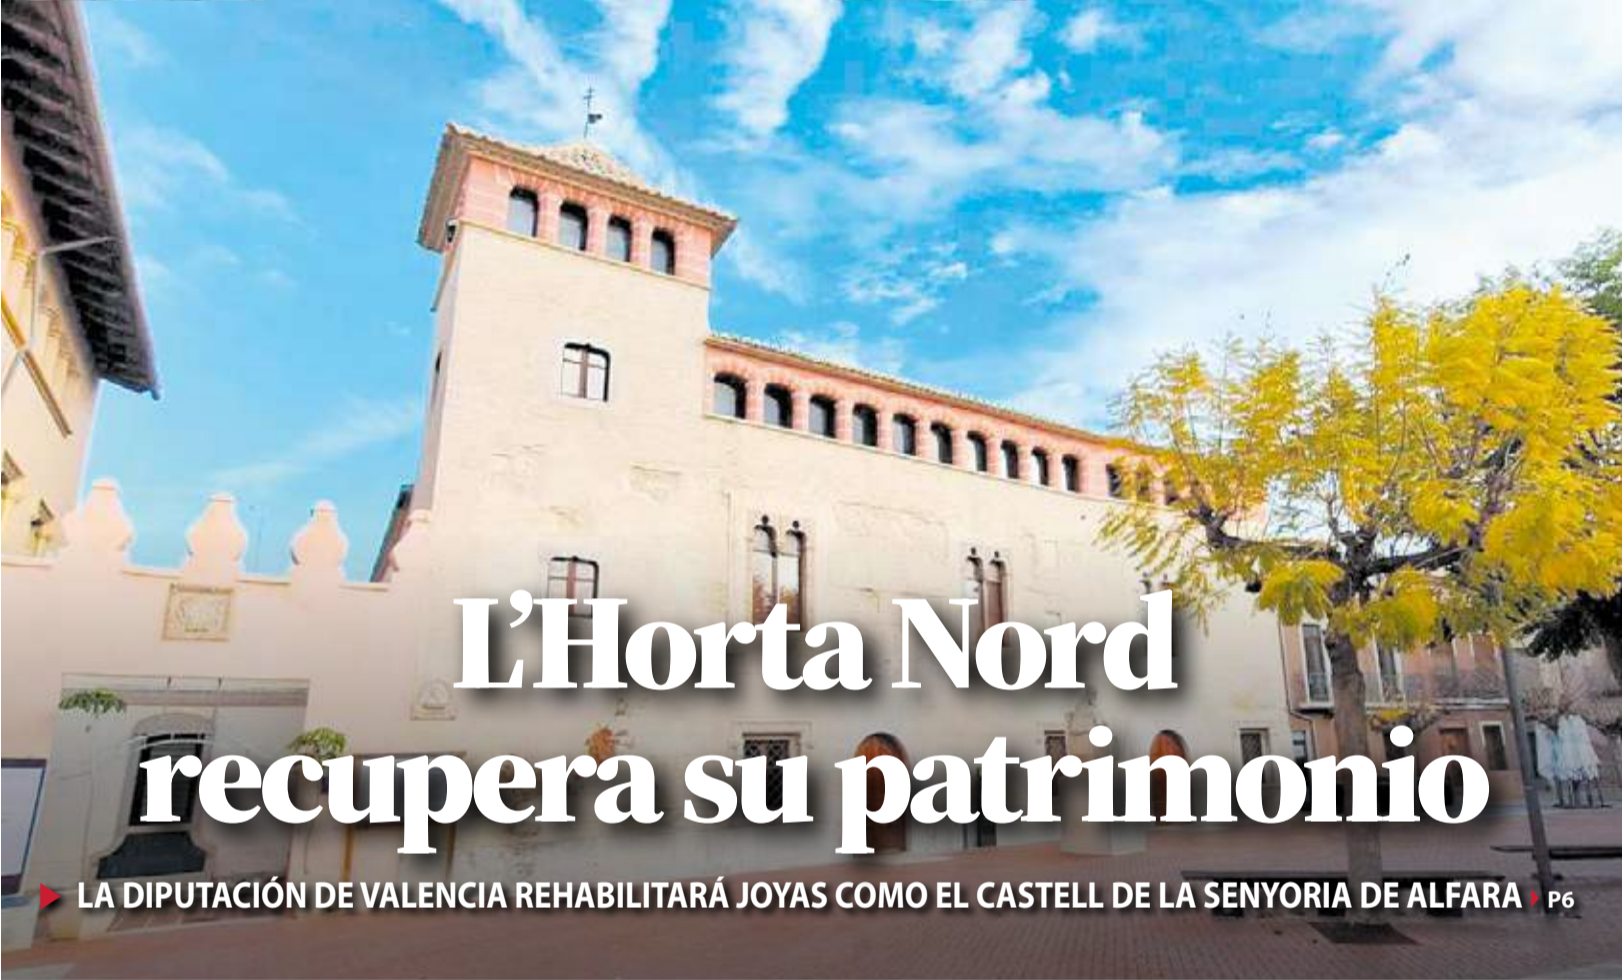 L’Horta Nord
recupera su patrimonio
LA DIPUTACIÓN DE VALENCIA REHABILITARÁ JOYAS COMO EL CASTELL DE LA SENYORIA DE ALFARA P6